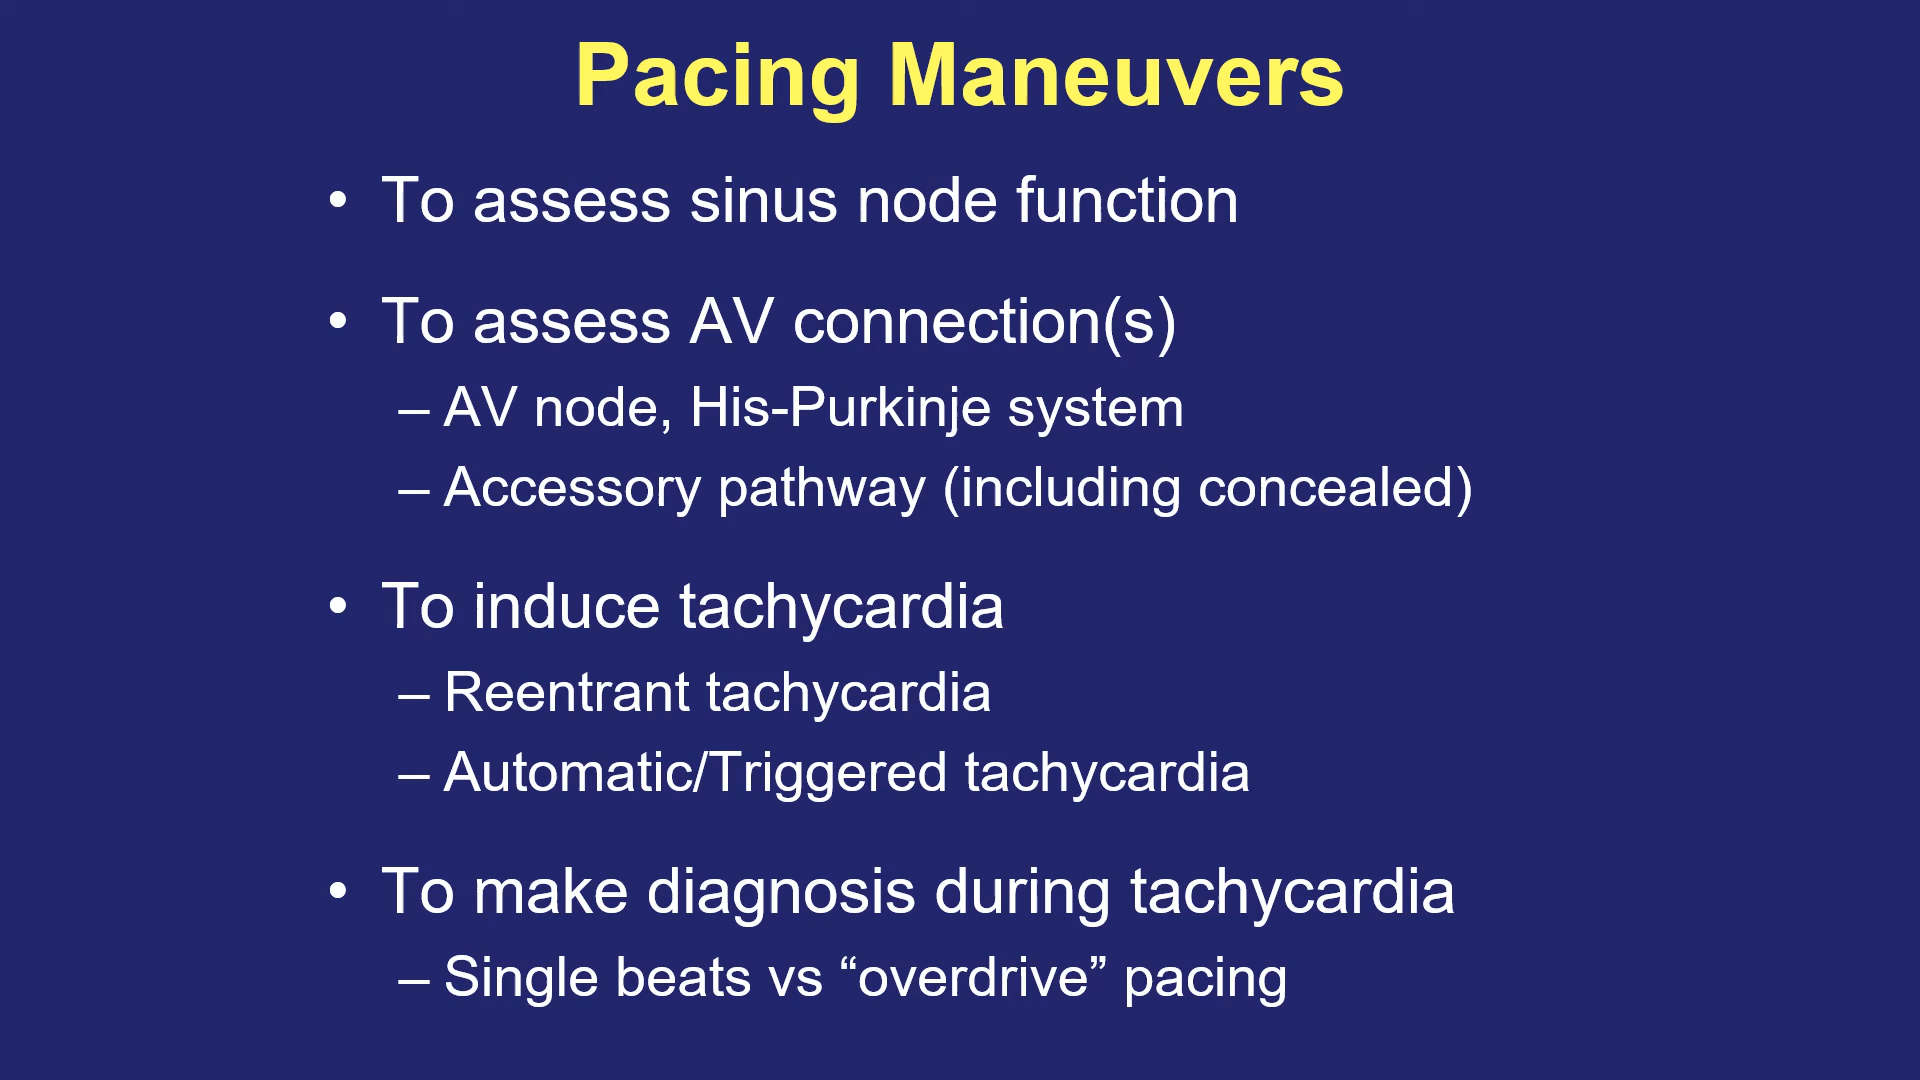 Pacing Maneuvers
• To assess sinus node function
• To assess AV connection(s)
– AV node, His-Purkinje system
– Accessory pathway (including concealed)
• To induce tachycardia
– Reentrant tachycardia
– Automatic/Triggered tachycardia
• To make diagnosis during tachycardia
– Single beats vs “overdrive” pacing